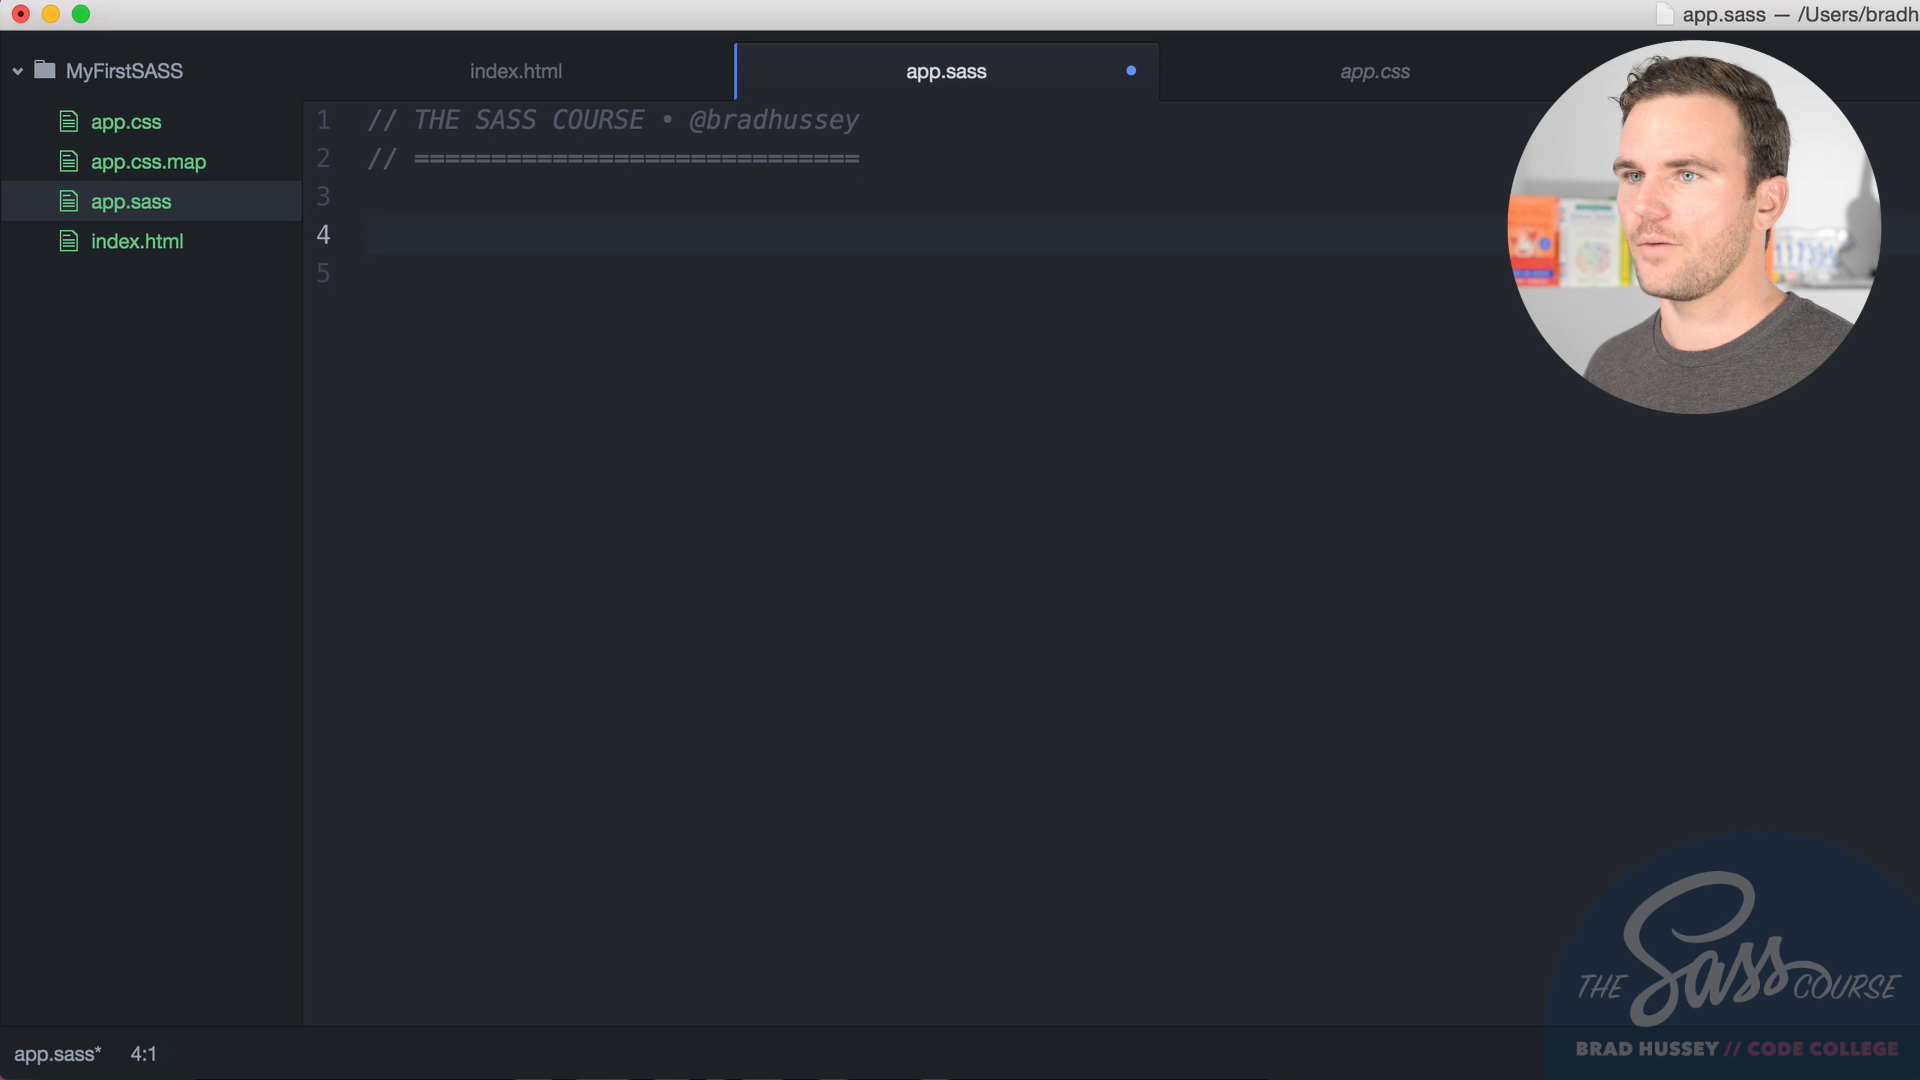 app.sass — /Users/bradh
MyFirstSASS
app.css
app.css.map
app.sass
index.html
index.html
app.sass
app.css
1 // THE SASS COURSE • @bradhussey
2 // =============================
3
4
5
THE Sass COURSE
BRAD HUSSEY // CODE COLLEGE
app.sass* 4:1